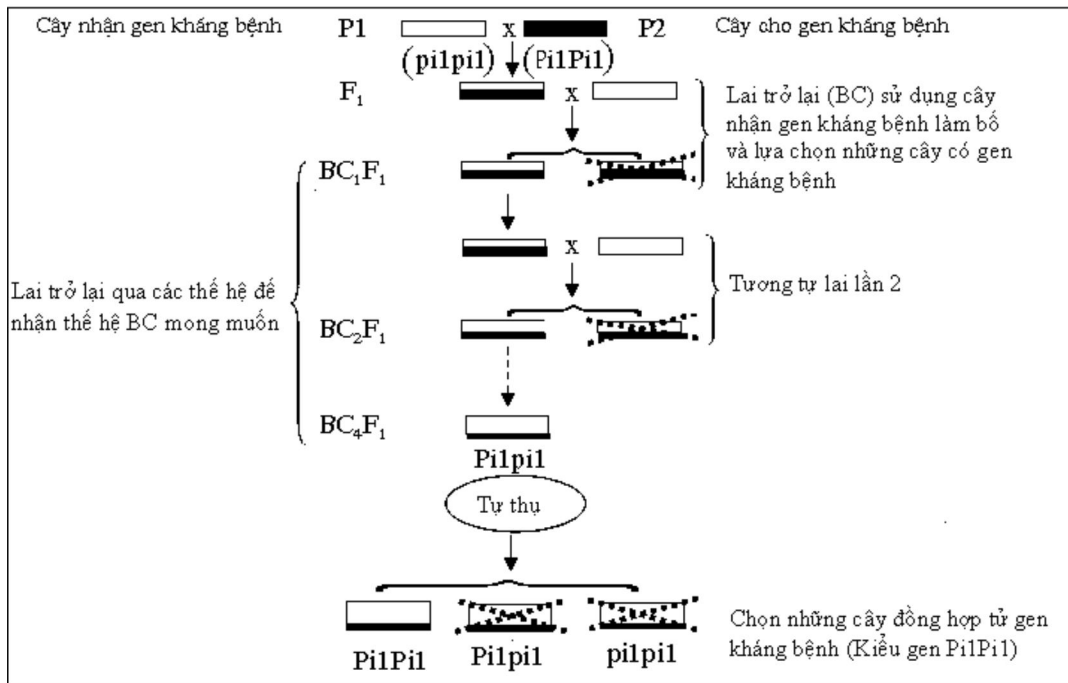 Cây nhận gen kháng bệnh P1 x P2 Cây cho gen kháng bệnh
(pi1pi1) (Pi1Pi1)
F1 x
Lai trở lại (BC) sử dụng cây
nhận gen kháng bệnh làm bố
và lựa chọn những cây có gen
kháng bệnh
BC1F1
x
Tương tự lai lần 2
Lai trở lại qua các thế hệ để
nhận thế hệ BC mong muốn
BC2F1
BC4F1
Pi1pi1
Tự thụ
Chọn những cây đồng hợp tử gen
kháng bệnh (Kiểu gen Pi1Pi1)
Pi1Pi1 Pi1pi1 pi1pi1